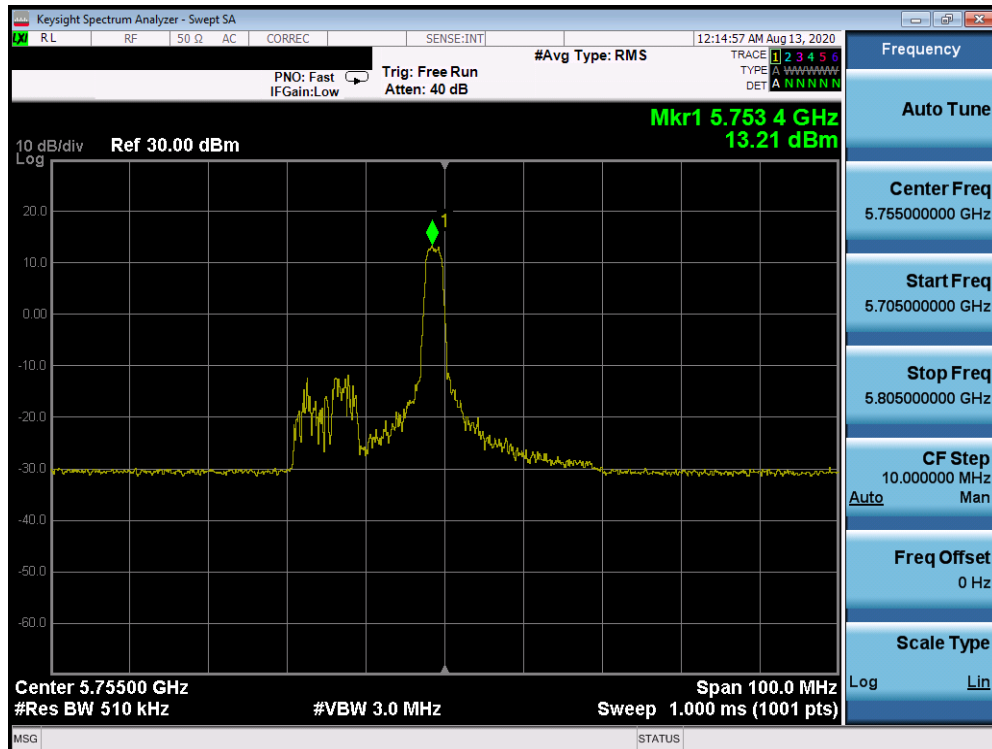 Keysight Spectrum Analyzer - Swept SA
LXI RL RF 50 Ω AC CORREC SENSE:INT 12:14:57 AM Aug 13, 2020
Frequency
#Avg Type: RMS
TRACE 1 2 3 4 5 6
PNO: Fast Trig: Free Run
TYPE A WWWWW
IFGain:Low Atten: 40 dB
DET A N N N N N
Auto Tune
Mkr1 5.753 4 GHz
13.21 dBm
10 dB/div Ref 30.00 dBm
Log
Center Freq
5.755000000 GHz
20.0
1
10.0
Start Freq
5.705000000 GHz
0.00
-10.0
Stop Freq
5.805000000 GHz
-20.0
-30.0
CF Step
10.000000 MHz
Auto Man
-40.0
-50.0
Freq Offset
0 Hz
-60.0
Scale Type
Log Lin
Center 5.75500 GHz Span 100.0 MHz
#Res BW 510 kHz #VBW 3.0 MHz Sweep 1.000 ms (1001 pts)
MSG STATUS